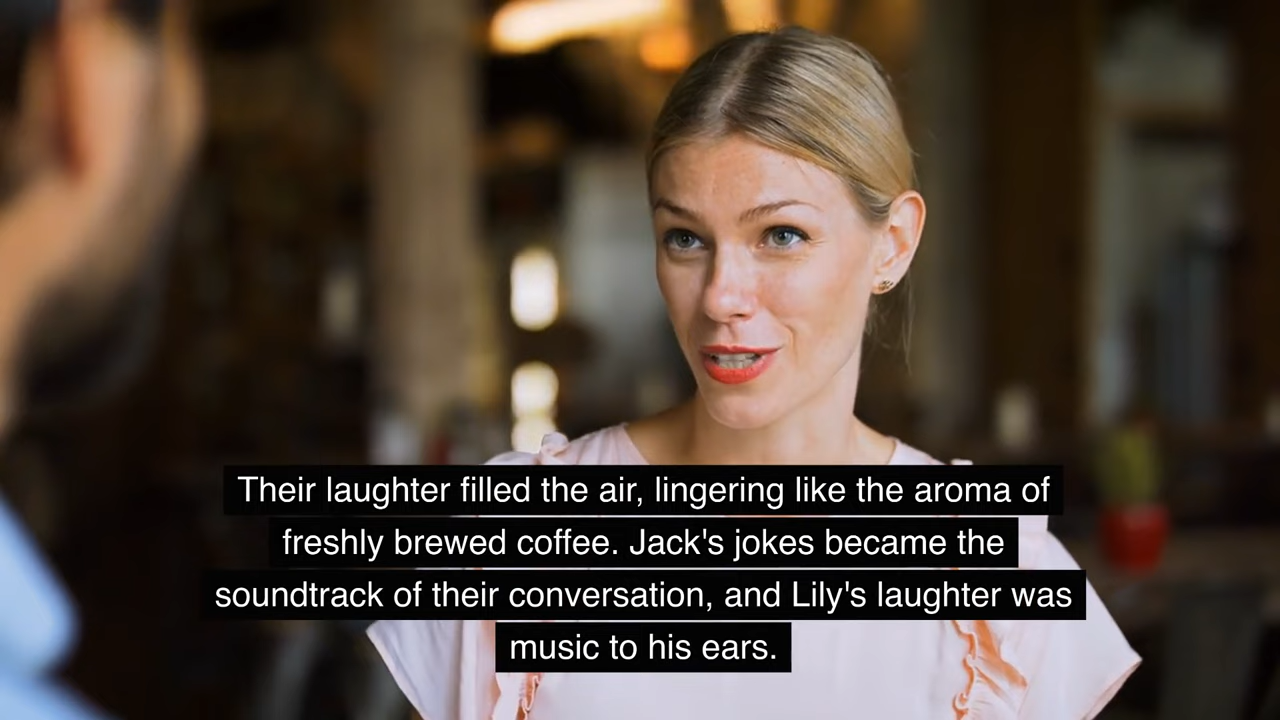 Their laughter filled the air, lingering like the aroma of
freshly brewed coffee. Jack's jokes became the
soundtrack of their conversation, and Lily's laughter was
music to his ears.